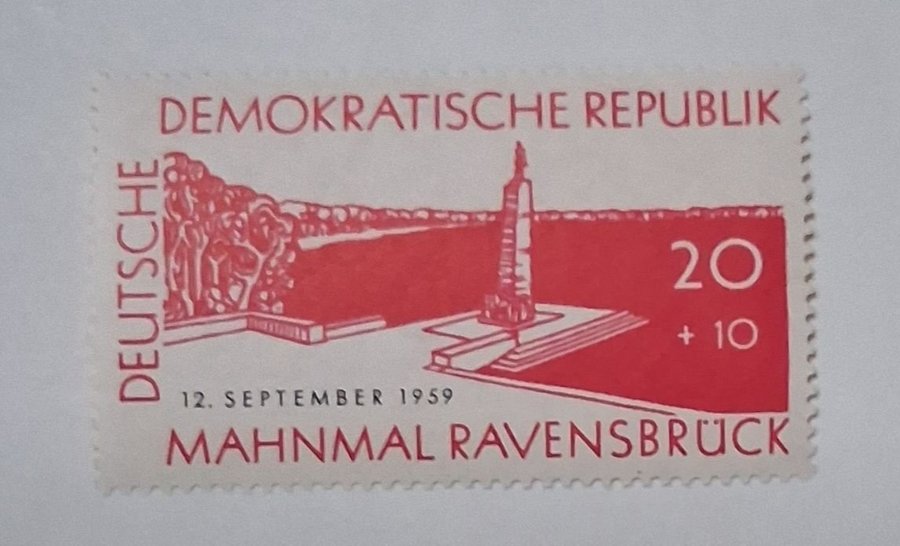 DEUTSCHE
DEMOKRATISCHE REPUBLIK
20
+ 10
12. SEPTEMBER 1959
MAHNMAL RAVENSBRÜCK